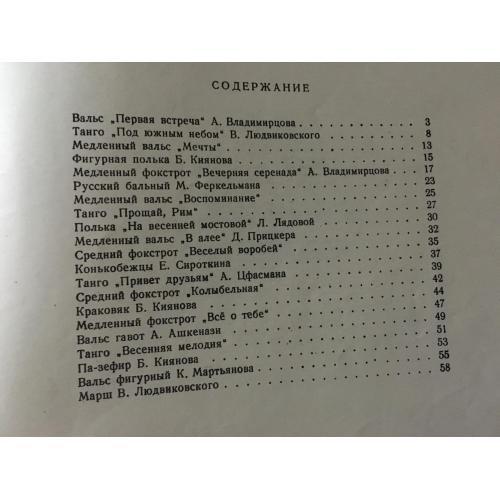 СОДЕРЖАНИЕ
Вальс „Первая встреча“ А. Владимирцова . . . . . . . . 3
Танго „Под южным небом“ В. Людвиковского . . . . . . . . 8
Медленный вальс „Мечты“ . . . . . . . . 13
Фигурная полька Б. Киянова . . . . . . . . 15
Медленный фокстрот „Вечерняя серенада“ А. Владимирцова . . . 17
Русский бальный М. Феркельмана . . . . . . . . 23
Медленный вальс „Воспоминание“ . . . . . . . . 25
Танго „Прощай, Рим“ . . . . . . . . 27
Полька „На весенней мостовой“ Л. Лядовой . . . . . . . . 30
Медленный вальс „В алее“ Д. Прицкера . . . . . . . . 32
Средний фокстрот „Веселый воробей“ . . . . . . . . 35
Конькобежцы Е. Сироткина . . . . . . . . 37
Танго „Привет друзьям“ А. Цфасмана . . . . . . . . 39
Средний фокстрот „Колыбельная“ . . . . . . . . 42
Краковяк Б. Киянова . . . . . . . . 44
Медленный фокстрот „Всё о тебе“ . . . . . . . . 47
Вальс гавот А. Ашкенази . . . . . . . . 49
Танго „Весенняя мелодия“ . . . . . . . . 51
Па-зефир Б. Киянова . . . . . . . . 53
Вальс фигурный К. Мартьянова . . . . . . . . 55
Марш В. Людвиковского . . . . . . . . 58